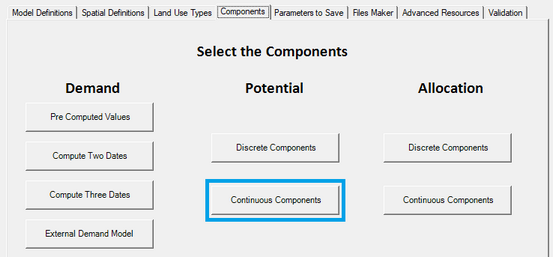 Model Definitions Spatial Definitions Land Use Types Components Parameters to Save Files Maker Advanced Resources Validation
Select the Components
Demand Potential Allocation
Pre Computed Values
Discrete Components Discrete Components
Compute Two Dates
Compute Three Dates
Continuous Components Continuous Components
External Demand Model